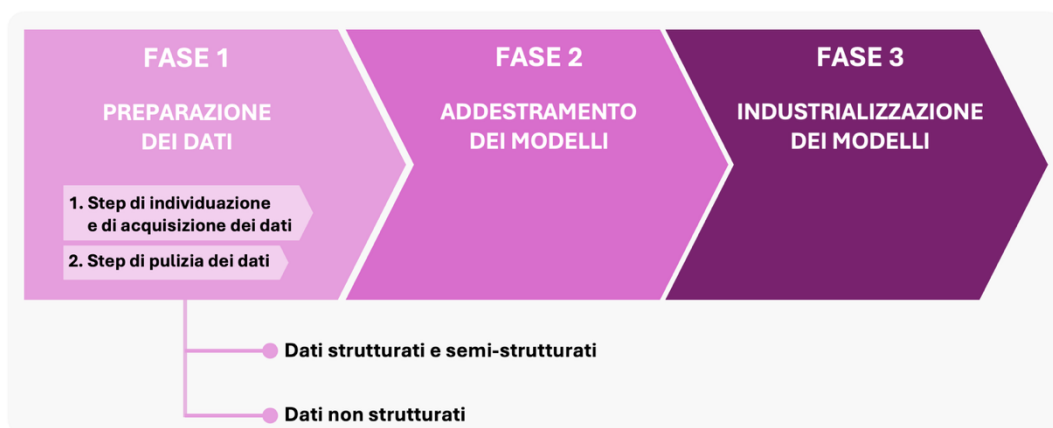 FASE 1
PREPARAZIONE
DEI DATI
1. Step di individuazione
e di acquisizione dei dati
2. Step di pulizia dei dati
FASE 2
ADDESTRAMENTO
DEI MODELLI
FASE 3
INDUSTRIALIZZAZIONE
DEI MODELLI
Dati strutturati e semi-strutturati
Dati non strutturati